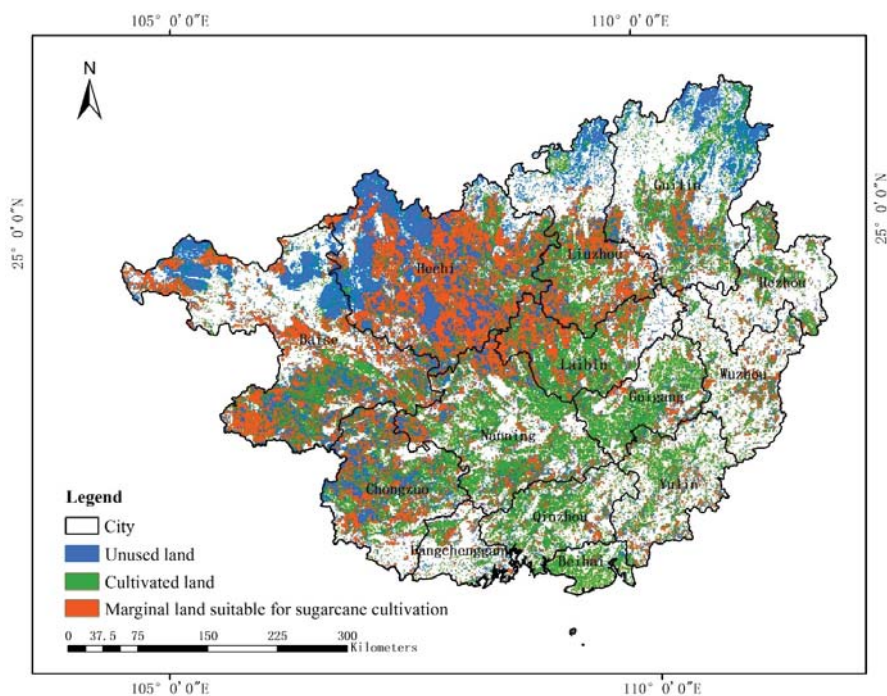 105° 0'0"E
110° 0'0"E
N
25° 0'0"N
25° 0'0"N
Guilin
Hechi
Liuzhou
Hezhou
Baise
Laibin
Wuzhou
Guigang
Nanning
Chongzuo
Yulin
Qinzhou
Fangchenggang
Beihai
Legend
City
Unused land
Cultivated land
Marginal land suitable for sugarcane cultivation
0 37.5 75 150 225 300
Kilometers
105° 0'0"E
110° 0'0"E